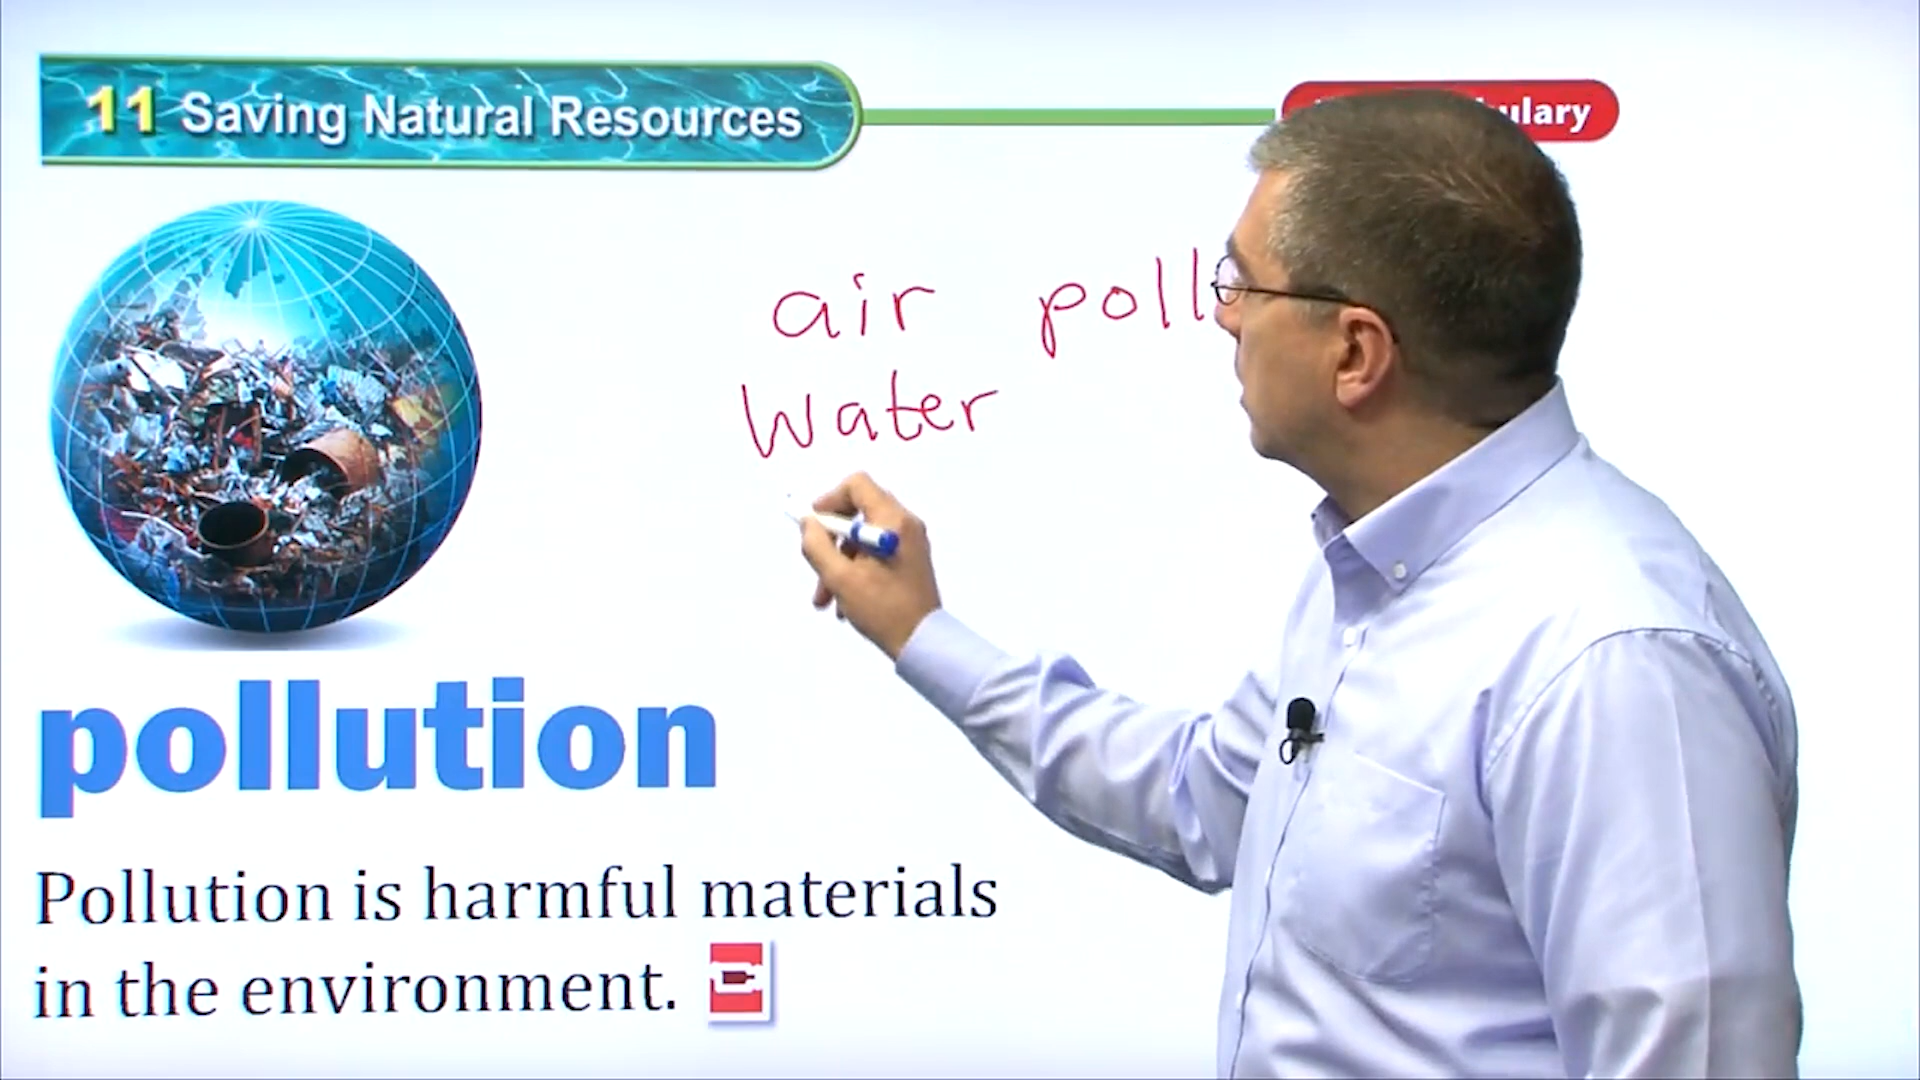 11 Saving Natural Resources
air poll
water
pollution
Pollution is harmful materials
in the environment.